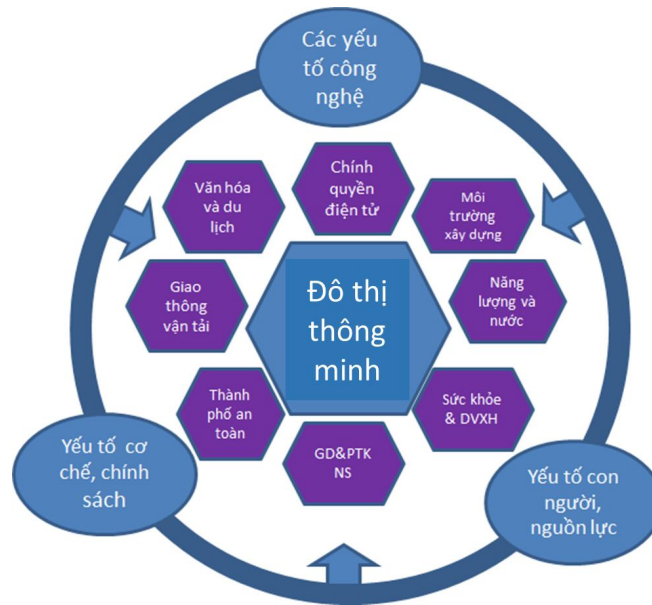 Các yếu
tố công
nghệ
Chính
quyền
điện tử
Văn hóa
và du
lịch
Môi
trường
xây dựng
Giao
thông
vận tải
Đô thị
thông
minh
Năng
lượng và
nước
Thành
phố an
toàn
Sức khỏe
& DVXH
GD&PTK
NS
Yếu tố cơ
chế, chính
sách
Yếu tố con
người,
nguồn lực